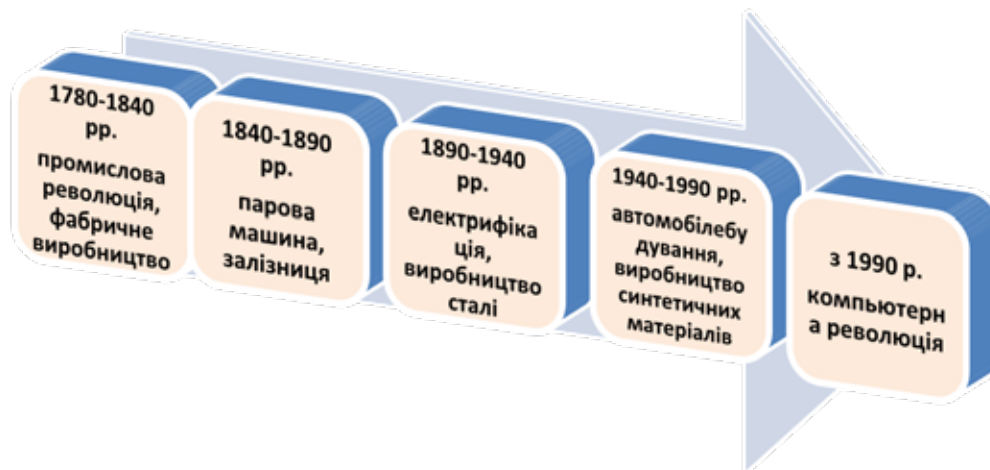 1780-1840
рр.
промислова
революція,
фабричне
виробництво
1840-1890
рр.
парова
машина,
залізниця
1890-1940
рр.
електрифіка
ція,
виробництво
сталі
1940-1990 рр.
автомобілебу
дування,
виробництво
синтетичних
матеріалів
з 1990 р.
компьютерн
а революція